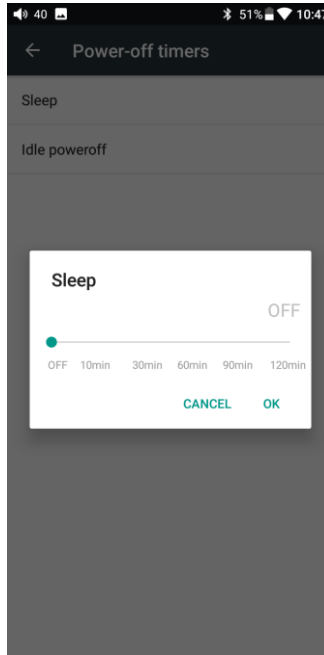 40 51% 10:47
Power-off timers
Sleep
Idle poweroff
Sleep
OFF
OFF 10min 30min 60min 90min 120min
CANCEL OK